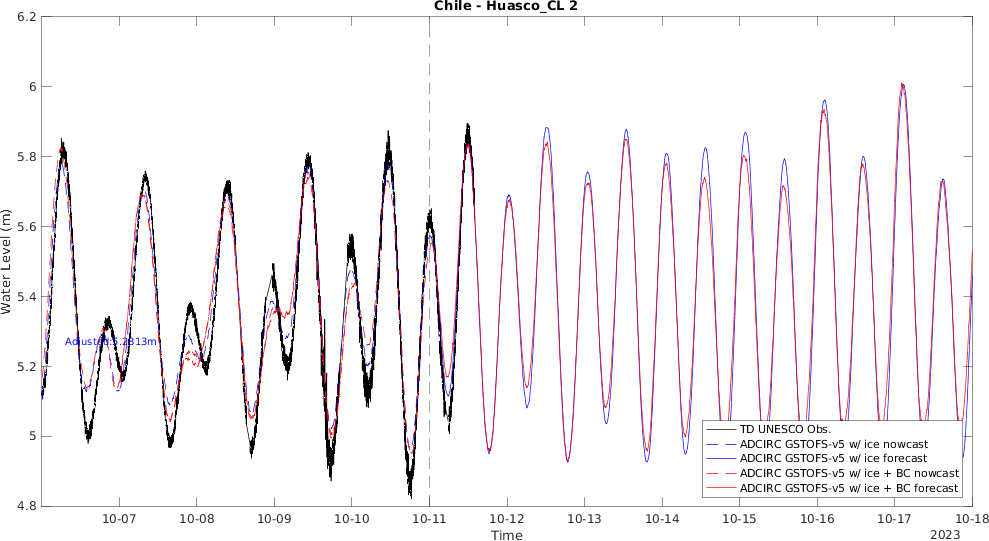 Chile - Huasco_CL 2
6.2
6
5.8
5.6
5.4
5.2
5
4.8
Water Level (m)
Adjusted:5.2313m
TD UNESCO Obs.
ADCIRC GSTOFS-v5 w/ ice nowcast
ADCIRC GSTOFS-v5 w/ ice forecast
ADCIRC GSTOFS-v5 w/ ice + BC nowcast
ADCIRC GSTOFS-v5 w/ ice + BC forecast
10-07 10-08 10-09 10-10 10-11 10-12 10-13 10-14 10-15 10-16 10-17 10-18
Time
2023